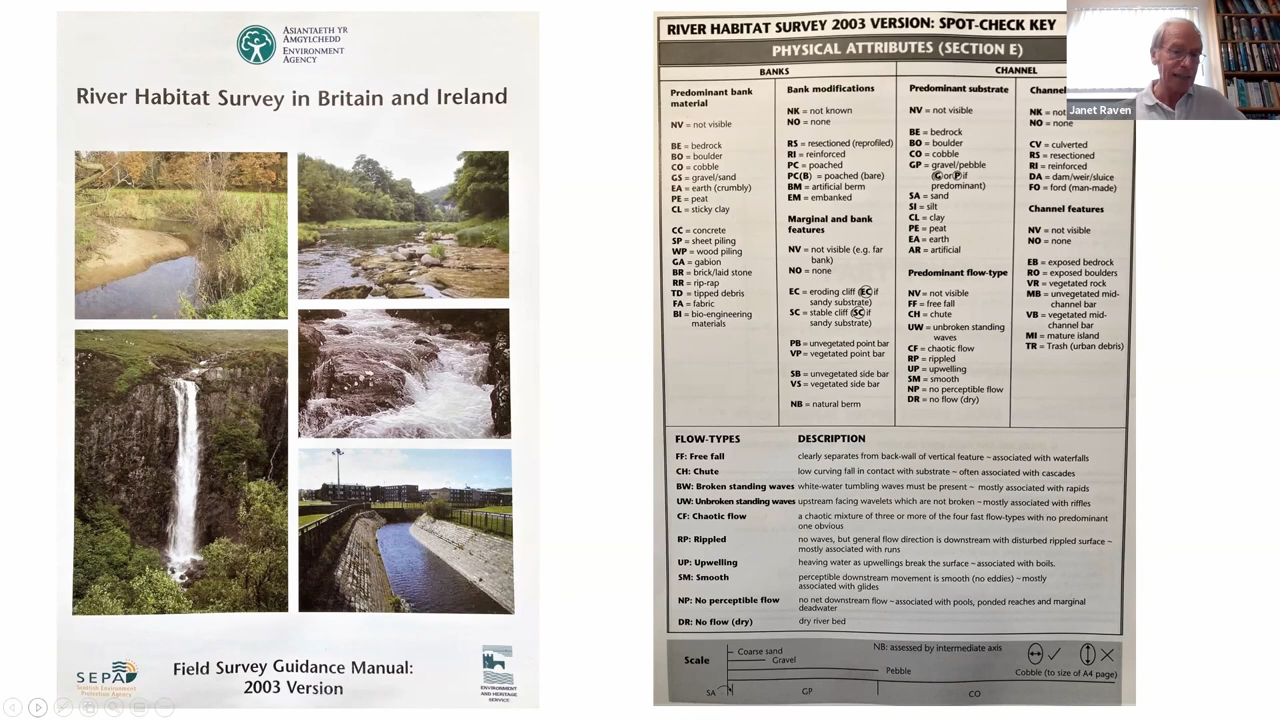 ASIANTAETH YR
AMGYLCHEDD
ENVIRONMENT
AGENCY
River Habitat Survey in Britain and Ireland
SEPA
Scottish Environment
Protection Agency
Field Survey Guidance Manual:
2003 Version
ENVIRONMENT
AND HERITAGE
SERVICE
RIVER HABITAT SURVEY 2003 VERSION: SPOT-CHECK KEY
PHYSICAL ATTRIBUTES (SECTION E)
BANKS
Predominant bank
material
NV = not visible
BE = bedrock
BO = boulder
CO = cobble
GS = gravel/sand
EA = earth (crumbly)
PE = peat
CL = sticky clay
CC = concrete
SP = sheet piling
WP = wood piling
GA = gabion
BR = brick/laid stone
RR = rip-rap
TD = tipped debris
FA = fabric
BI = bio-engineering
materials
Bank modifications
NK = not known
NO = none
RS = resectioned (reprofiled)
RI = reinforced
PC = poached
PC(B) = poached (bare)
BM = artificial berm
EM = embanked
Marginal and bank
features
NV = not visible (e.g. far
bank)
NO = none
EC = eroding cliff (EC if
sandy substrate)
SC = stable cliff (SC if
sandy substrate)
PB = unvegetated point bar
VP = vegetated point bar
SB = unvegetated side bar
VS = vegetated side bar
NB = natural berm
CHANNEL
Predominant substrate
NV = not visible
BE = bedrock
BO = boulder
CO = cobble
GP = gravel/pebble
(G or P if
predominant)
SA = sand
SI = silt
CL = clay
PE = peat
EA = earth
AR = artificial
Predominant flow-type
NV = not visible
FF = free fall
CH = chute
UW = unbroken standing
waves
CF = chaotic flow
RP = rippled
UP = upwelling
SM = smooth
NP = no perceptible flow
DR = no flow (dry)
Channel
NK = not
NO = none
CV = culverted
RS = resectioned
RI = reinforced
DA = dam/weir/sluice
FO = ford (man-made)
Channel features
NV = not visible
NO = none
EB = exposed bedrock
RO = exposed boulders
VR = vegetated rock
MB = unvegetated mid-
channel bar
VB = vegetated mid-
channel bar
MI = mature island
TR = Trash (urban debris)
FLOW-TYPES DESCRIPTION
FF: Free fall clearly separates from back-wall of vertical feature ~ associated with waterfalls
CH: Chute low curving fall in contact with substrate ~ often associated with cascades
BW: Broken standing waves white-water tumbling waves must be present ~ mostly associated with rapids
UW: Unbroken standing waves upstream facing wavelets which are not broken ~ mostly associated with riffles
CF: Chaotic flow a chaotic mixture of three or more of the four fast flow-types with no predominant
one obvious
RP: Rippled no waves, but general flow direction is downstream with disturbed rippled surface ~
mostly associated with runs
UP: Upwelling heaving water as upwellings break the surface ~ associated with boils.
SM: Smooth perceptible downstream movement is smooth (no eddies) ~ mostly
associated with glides
NP: No perceptible flow no net downstream flow ~ associated with pools, ponded reaches and marginal
deadwater
DR: No flow (dry) dry river bed
Scale
Coarse sand
Gravel
Pebble
SA
GP
CO
NB: assessed by intermediate axis
Cobble (to size of A4 page)
Janet Raven